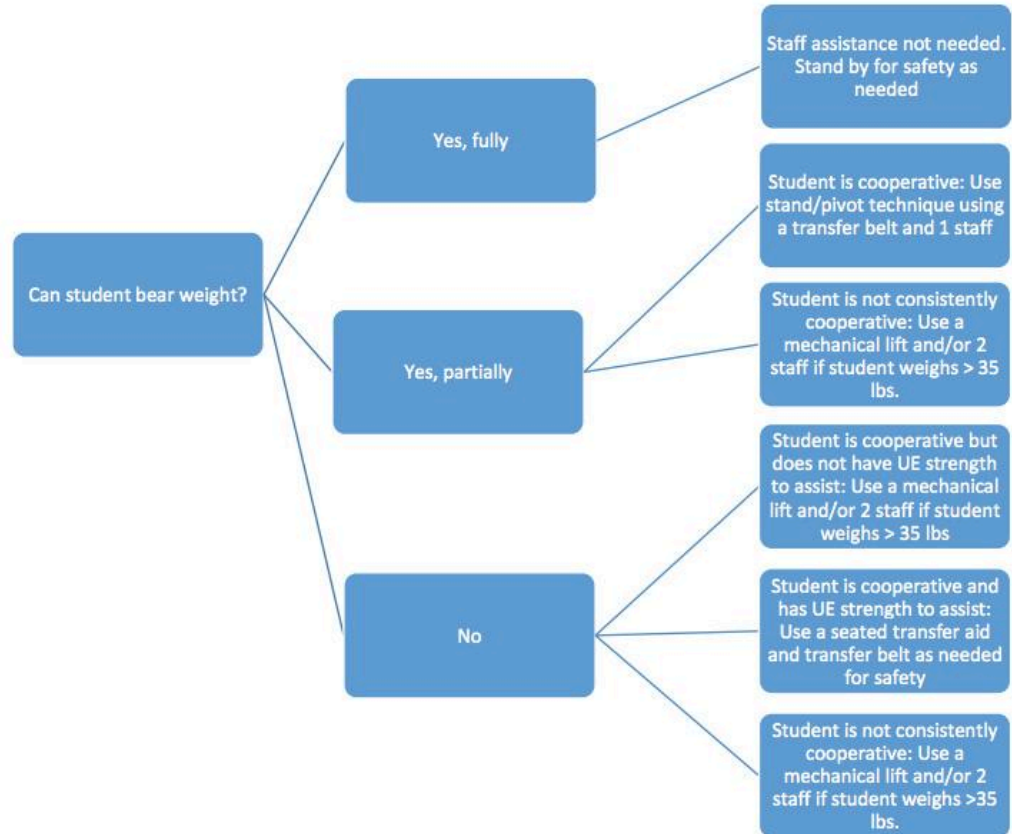 Can student bear weight?
Yes, fully
Staff assistance not needed.
Stand by for safety as
needed
Yes, partially
Student is cooperative: Use
stand/pivot technique using
a transfer belt and 1 staff
Student is not consistently
cooperative: Use a
mechanical lift and/or 2
staff if student weighs > 35
lbs.
No
Student is cooperative but
does not have UE strength
to assist: Use a mechanical
lift and/or 2 staff if student
weighs > 35 lbs
Student is cooperative and
has UE strength to assist:
Use a seated transfer aid
and transfer belt as needed
for safety
Student is not consistently
cooperative: Use a
mechanical lift and/or 2
staff if student weighs >35
lbs.